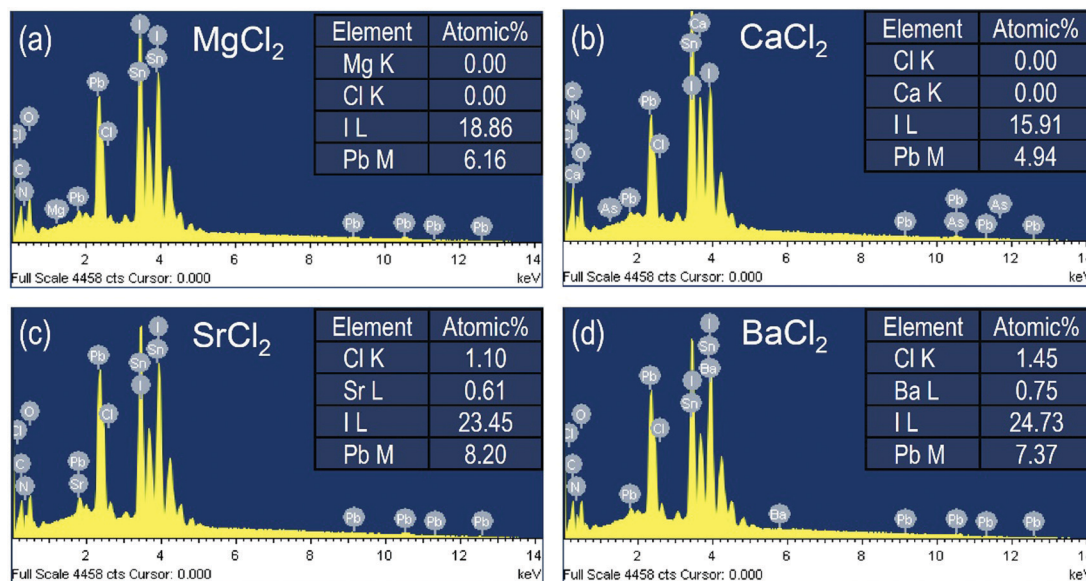 (a) MgCl2
Element Atomic%
Mg K 0.00
Cl K 0.00
I L 18.86
Pb M 6.16
I
I
Sn
Sn
Pb
O
Cl
Cl
C
N
Mg
Pb
Pb
Pb
Pb
Pb
2 4 6 8 10 12 14
Full Scale 4458 cts Cursor: 0.000 keV
(b) CaCl2
Element Atomic%
Cl K 0.00
Ca K 0.00
I L 15.91
Pb M 4.94
Ca
Sn
I
I
C
N
Pb
Cl
Cl
O
Ca
As
Pb
Pb
Pb
As
As
Pb
Pb
2 4 6 8 10 12 14
Full Scale 4458 cts Cursor: 0.000 keV
(c) SrCl2
Element Atomic%
Cl K 1.10
Sr L 0.61
I L 23.45
Pb M 8.20
I
Sn
Sn
I
Pb
O
Cl
Cl
C
N
Pb
Sr
Pb
Pb
Pb
Pb
2 4 6 8 10 12 14
Full Scale 4458 cts Cursor: 0.000 keV
(d) BaCl2
Element Atomic%
Cl K 1.45
Ba L 0.75
I L 24.73
Pb M 7.37
I
Sn
Ba
I
Sn
Pb
O
Cl
Cl
C
N
Pb
Ba
Pb
Pb
Pb
Pb
2 4 6 8 10 12 14
Full Scale 4458 cts Cursor: 0.000 keV